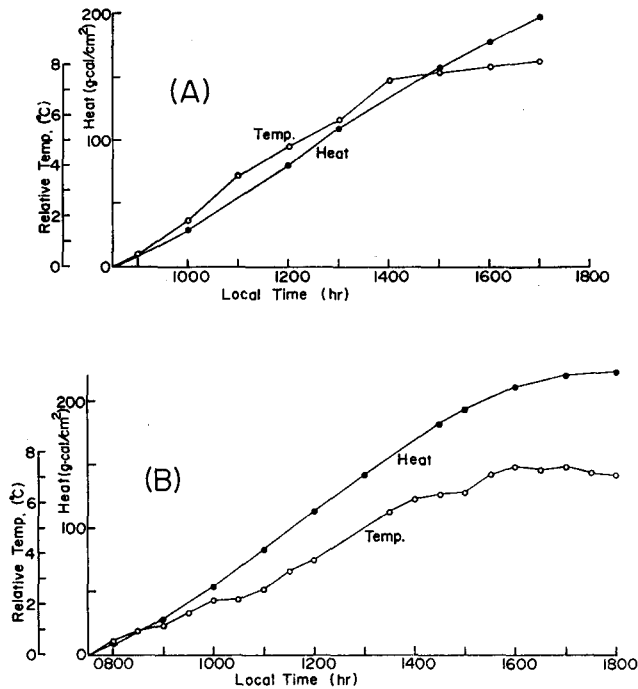 200
100
0
Heat (g·cal/cm²)
8
6
4
2
0
Relative Temp. (°C)
(A)
Temp.
Heat
1000 1200 1400 1600 1800
Local Time (hr)
200
100
0
Heat (g·cal/cm²)
8
6
4
2
0
Relative Temp. (°C)
(B)
Heat
Temp.
0800 1000 1200 1400 1600 1800
Local Time (hr)